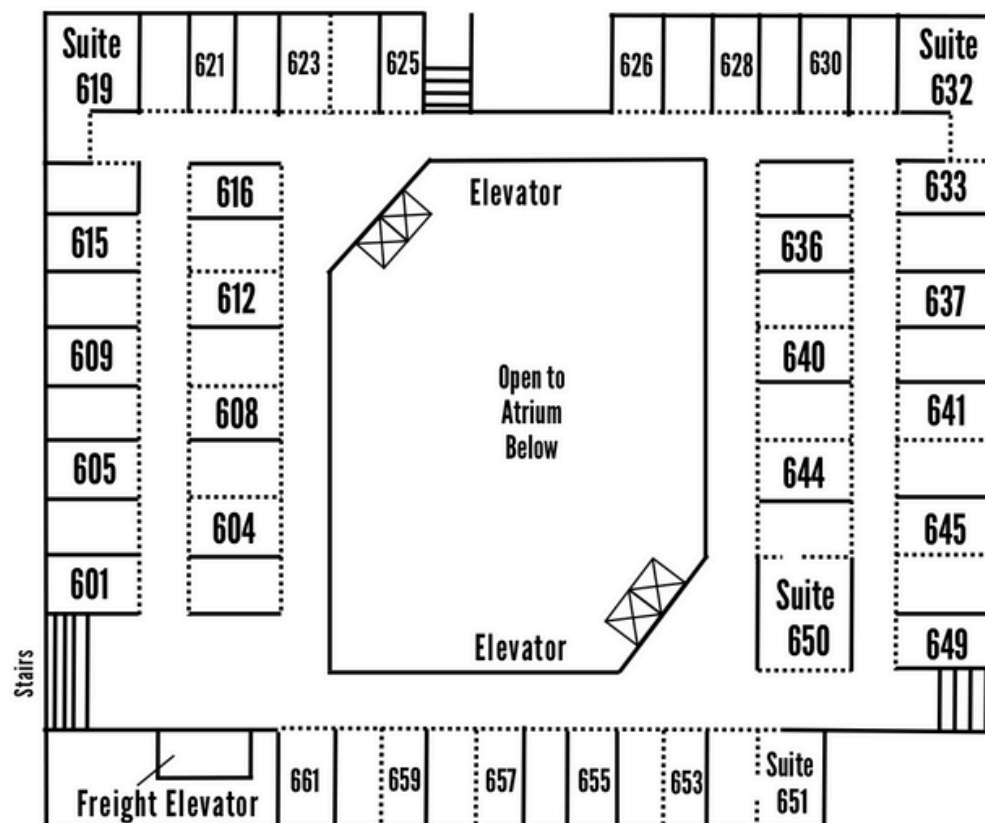 Suite
619
621
623
625
626
628
630
Suite
632
616
Elevator
633
615
636
612
637
609
640
Open to
Atrium
Below
608
641
605
644
604
645
601
Suite
650
Elevator
649
Stairs
661
659
657
655
653
Suite
651
Freight Elevator